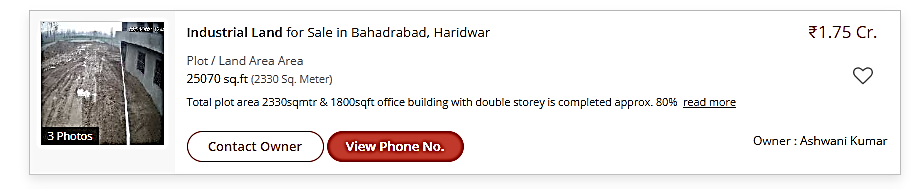 Industrial Land for Sale in Bahadrabad, Haridwar
₹1.75 Cr.
Plot / Land Area Area
25070 sq.ft (2330 Sq. Meter)
Total plot area 2330sqmtr & 1800sqft office building with double storey is completed approx. 80% read more
3 Photos
Contact Owner
View Phone No.
Owner : Ashwani Kumar